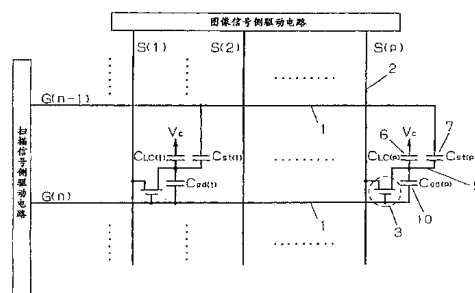 图像信号侧驱动电路
S(1)
S(2)
S(p)
2
G(n-1)
1
扫描信号侧驱动电路
Vc
6
Vc
7
CLC(1)
Cst(1)
CLC(p)
Cst(p)
Cgd(1)
Cgd(p)
9
G(n)
1
3
10